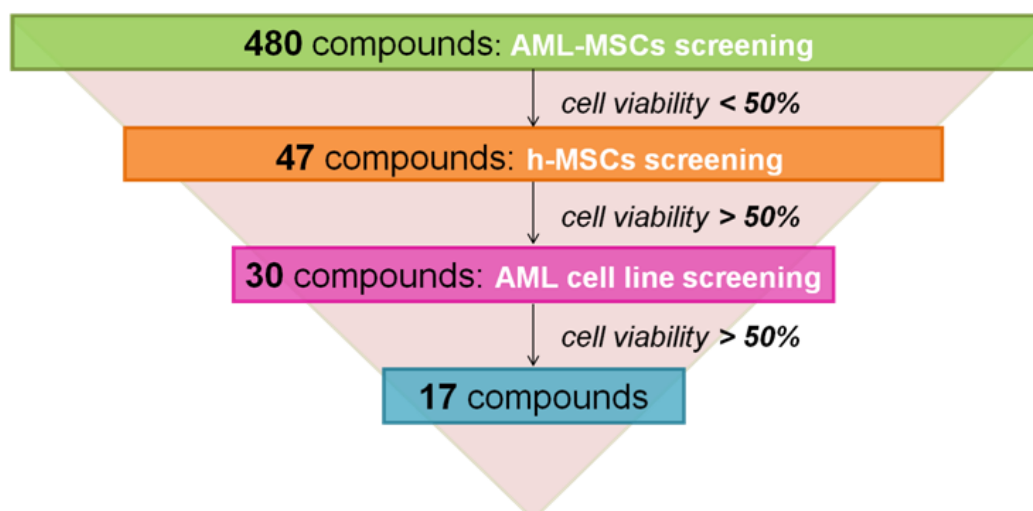 480 compounds: AML-MSCs screening
cell viability < 50%
47 compounds: h-MSCs screening
cell viability > 50%
30 compounds: AML cell line screening
cell viability > 50%
17 compounds